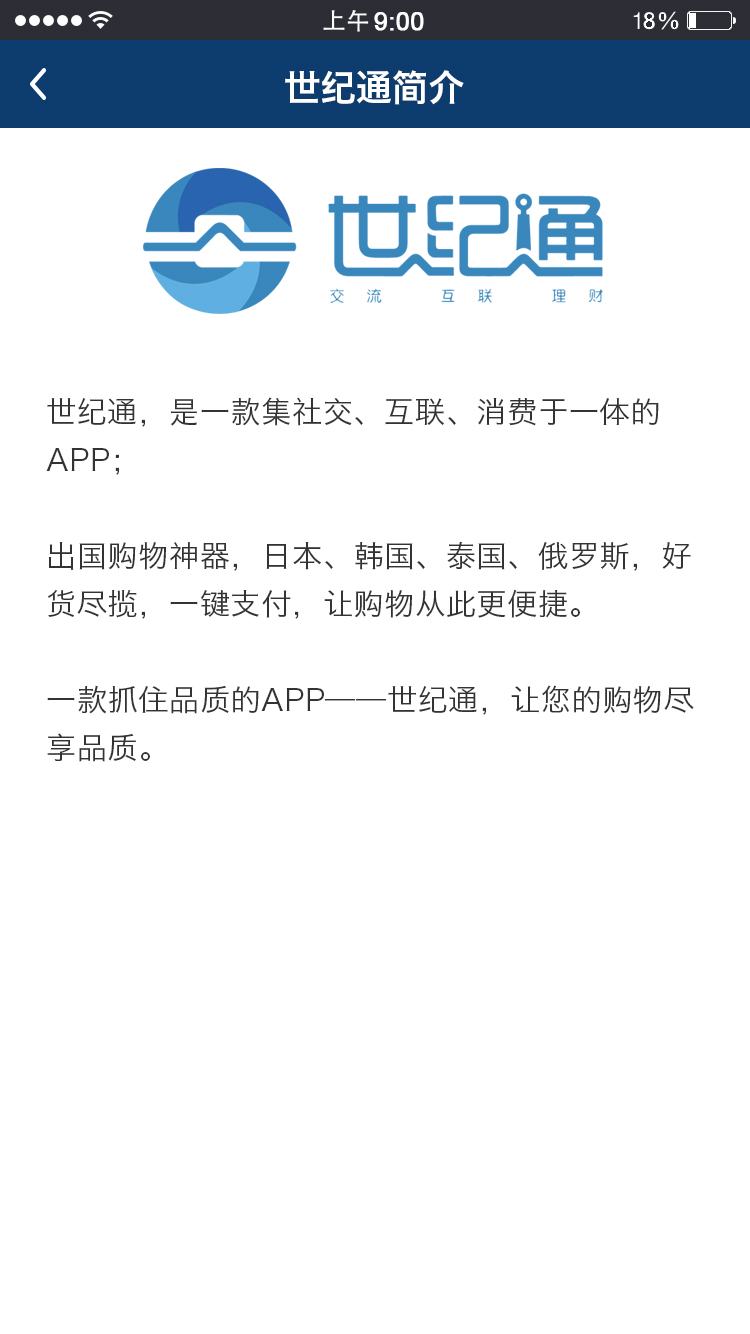 上午9:00
18%
世纪通简介
世纪通
交流 互联 理财
世纪通，是一款集社交、互联、消费于一体的
APP；
出国购物神器，日本、韩国、泰国、俄罗斯，好
货尽揽，一键支付，让购物从此更便捷。
一款抓住品质的APP——世纪通，让您的购物尽
享品质。